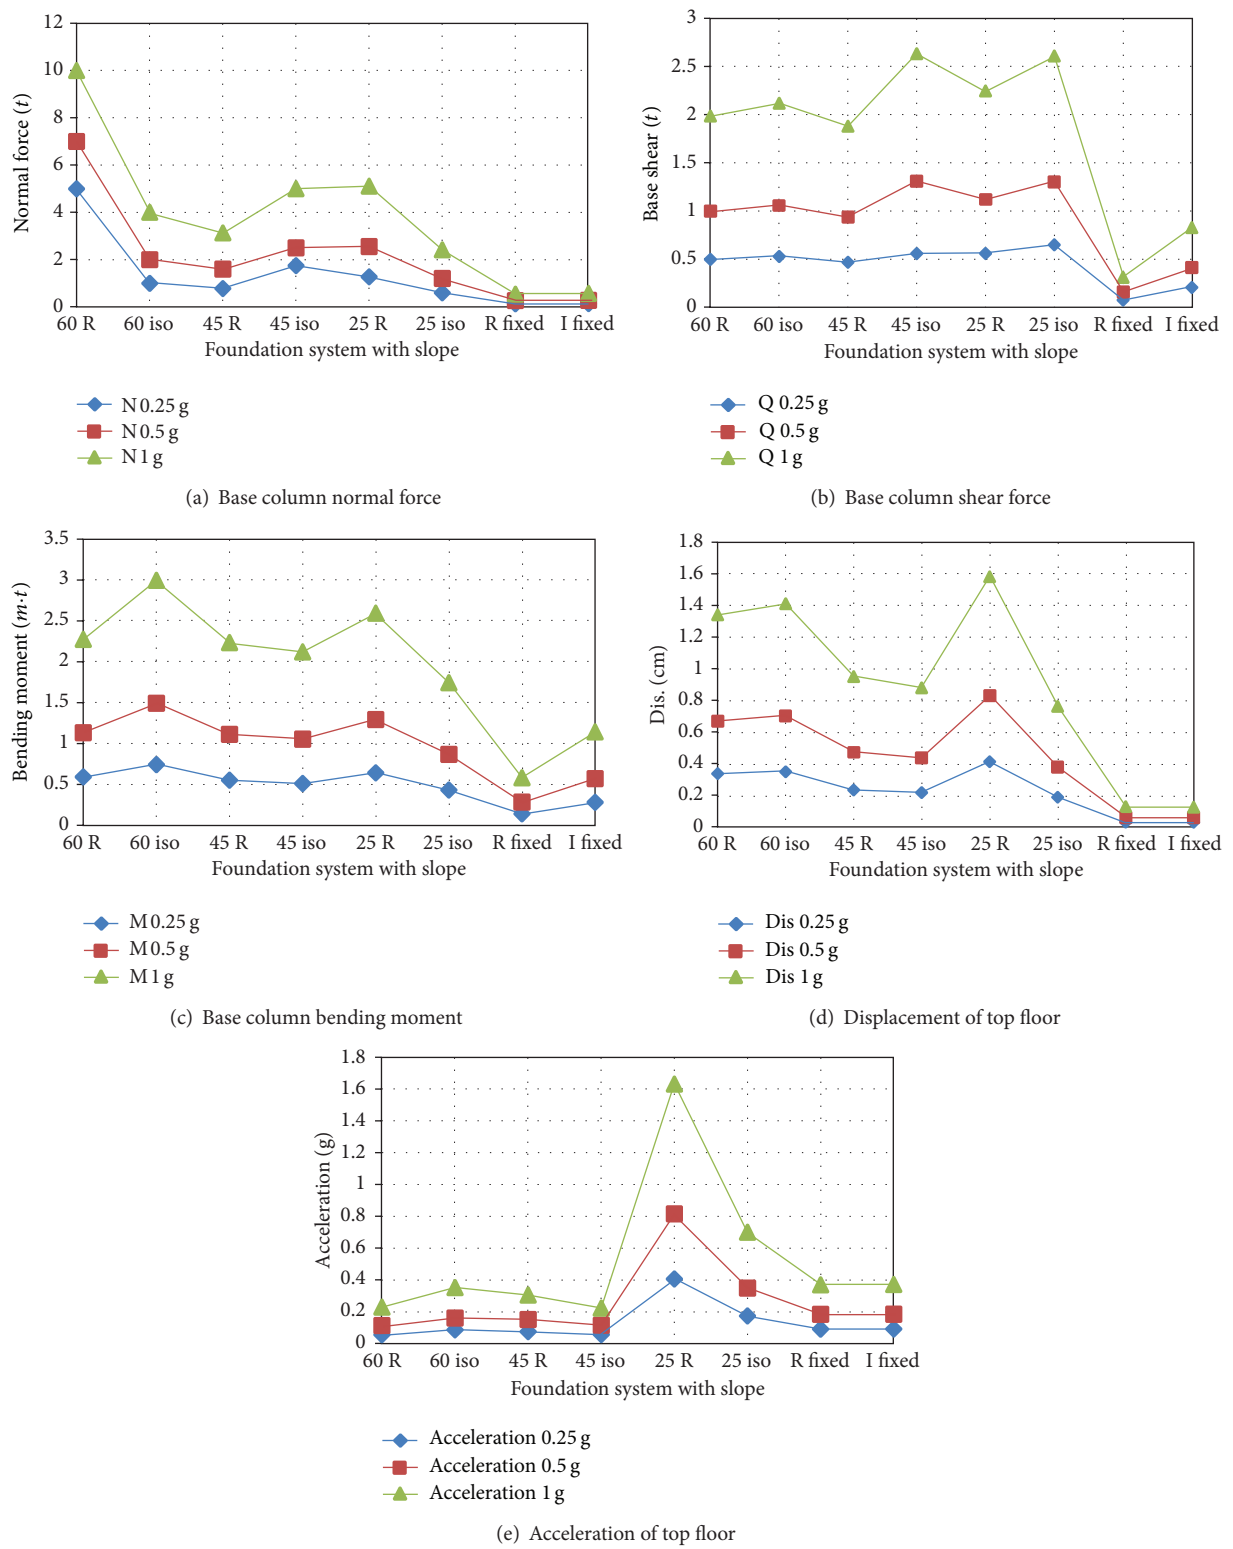 12
10
8
6
4
2
0
Normal force (t)
60 R 60 iso 45 R 45 iso 25 R 25 iso R fixed I fixed
Foundation system with slope
N 0.25 g
N 0.5 g
N 1 g
(a) Base column normal force
3
2.5
2
1.5
1
0.5
0
Base shear (t)
60 R 60 iso 45 R 45 iso 25 R 25 iso R fixed I fixed
Foundation system with slope
Q 0.25 g
Q 0.5 g
Q 1 g
(b) Base column shear force
3.5
3
2.5
2
1.5
1
0.5
0
Bending moment (m·t)
60 R 60 iso 45 R 45 iso 25 R 25 iso R fixed I fixed
Foundation system with slope
M 0.25 g
M 0.5 g
M 1 g
(c) Base column bending moment
1.8
1.6
1.4
1.2
1
0.8
0.6
0.4
0.2
0
Dis. (cm)
60 R 60 iso 45 R 45 iso 25 R 25 iso R fixed I fixed
Foundation system with slope
Dis 0.25 g
Dis 0.5 g
Dis 1 g
(d) Displacement of top floor
1.8
1.6
1.4
1.2
1
0.8
0.6
0.4
0.2
0
Acceleration (g)
60 R 60 iso 45 R 45 iso 25 R 25 iso R fixed I fixed
Foundation system with slope
Acceleration 0.25 g
Acceleration 0.5 g
Acceleration 1 g
(e) Acceleration of top floor